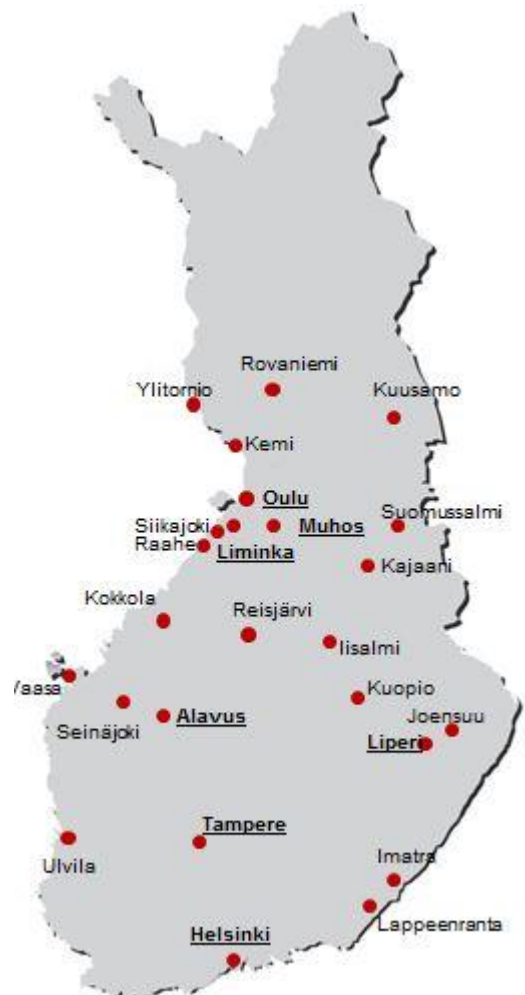 Rovaniemi
Ylitornio
Kuusamo
Kemi
Oulu
Siikajoki
Muhos
Suomussalmi
Raahe
Liminka
Kajaani
Kokkola
Reisjärvi
Iisalmi
Vaasa
Kuopio
Seinäjoki
Alavus
Joensuu
Liperi
Tampere
Ulvila
Imatra
Lappeenranta
Helsinki